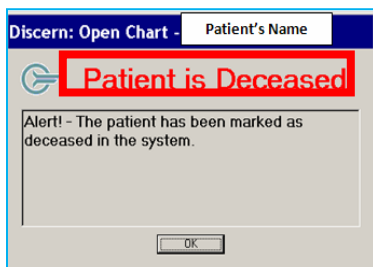 Discern: Open Chart - Patient's Name
Patient is Deceased
Alert! - The patient has been marked as
deceased in the system.
OK